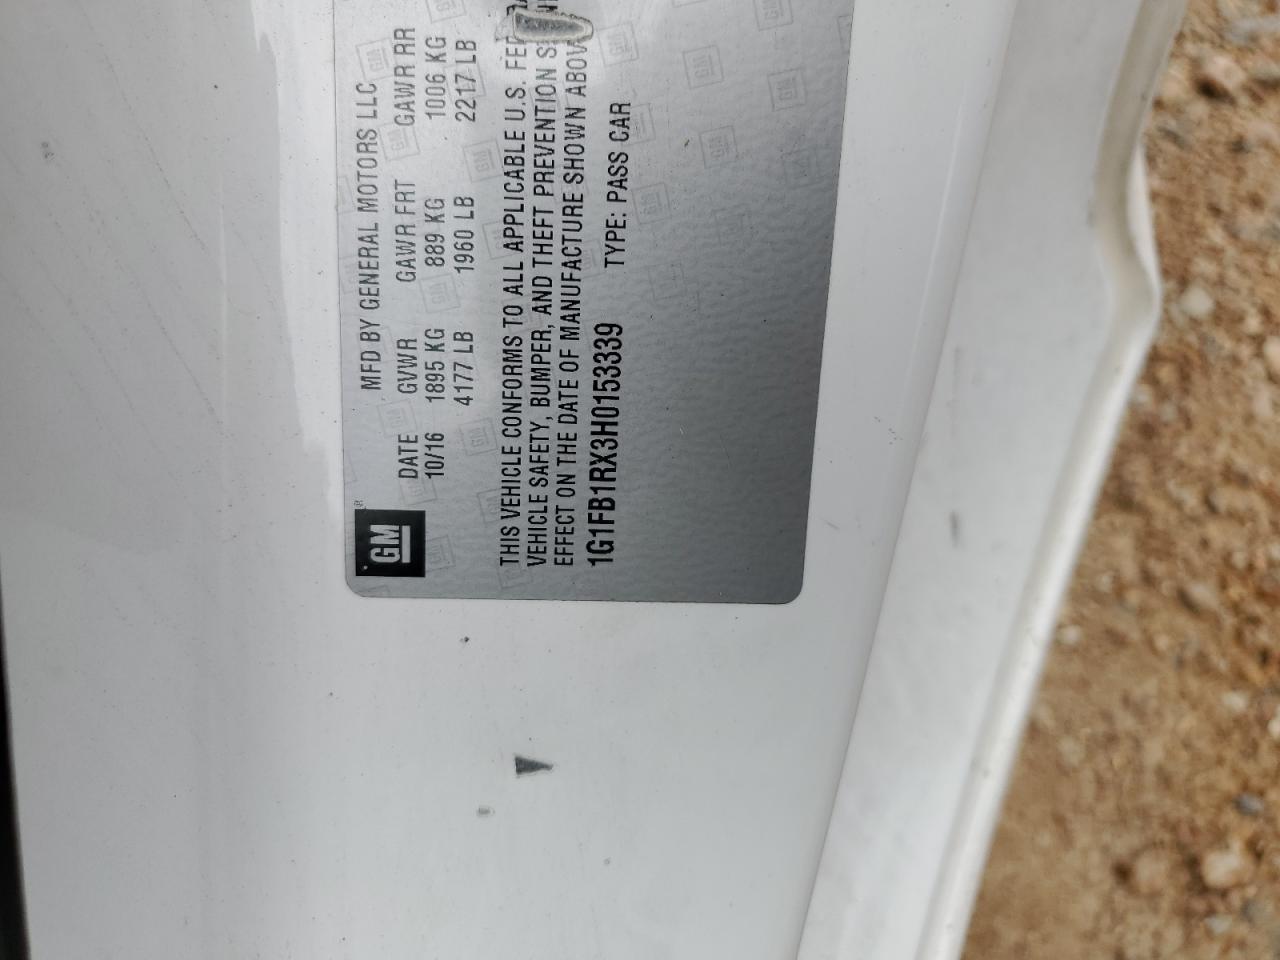 GM
MFD BY GENERAL MOTORS LLC
DATE GVWR GAWR FRT GAWR RR
10/16 1895 KG 889 KG 1006 KG
4177 LB 1960 LB 2217 LB
THIS VEHICLE CONFORMS TO ALL APPLICABLE U.S.
VEHICLE SAFETY, BUMPER, AND THEFT PREVENTION
EFFECT ON THE DATE OF MANUFACTURE SHOWN
1G1FB1RX3H0153339 TYPE: PASS CAR